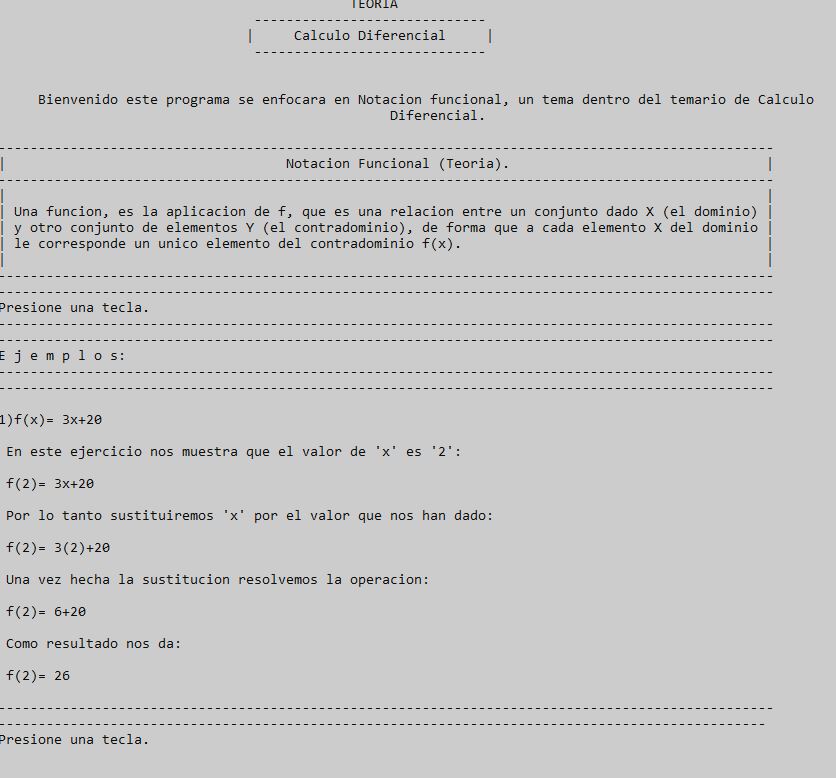 TEORIA
-----------------------------
|     Calculo Diferencial     |
-----------------------------
Bienvenido este programa se enfocara en Notacion funcional, un tema dentro del temario de Calculo
Diferencial.
-------------------------------------------------------------------------------------------------
|                                   Notacion Funcional (Teoria).                                |
-------------------------------------------------------------------------------------------------
|                                                                                               |
| Una funcion, es la aplicacion de f, que es una relacion entre un conjunto dado X (el dominio) |
| y otro conjunto de elementos Y (el contradominio), de forma que a cada elemento X del dominio |
| le corresponde un unico elemento del contradominio f(x).                                      |
|                                                                                               |
-------------------------------------------------------------------------------------------------
-------------------------------------------------------------------------------------------------
Presione una tecla.
-------------------------------------------------------------------------------------------------
-------------------------------------------------------------------------------------------------
E j e m p l o s:
-------------------------------------------------------------------------------------------------
-------------------------------------------------------------------------------------------------
1)f(x)= 3x+20
En este ejercicio nos muestra que el valor de 'x' es '2':
f(2)= 3x+20
Por lo tanto sustituiremos 'x' por el valor que nos han dado:
f(2)= 3(2)+20
Una vez hecha la sustitucion resolvemos la operacion:
f(2)= 6+20
Como resultado nos da:
f(2)= 26
-------------------------------------------------------------------------------------------------
------------------------------------------------------------------------------------------------
Presione una tecla.